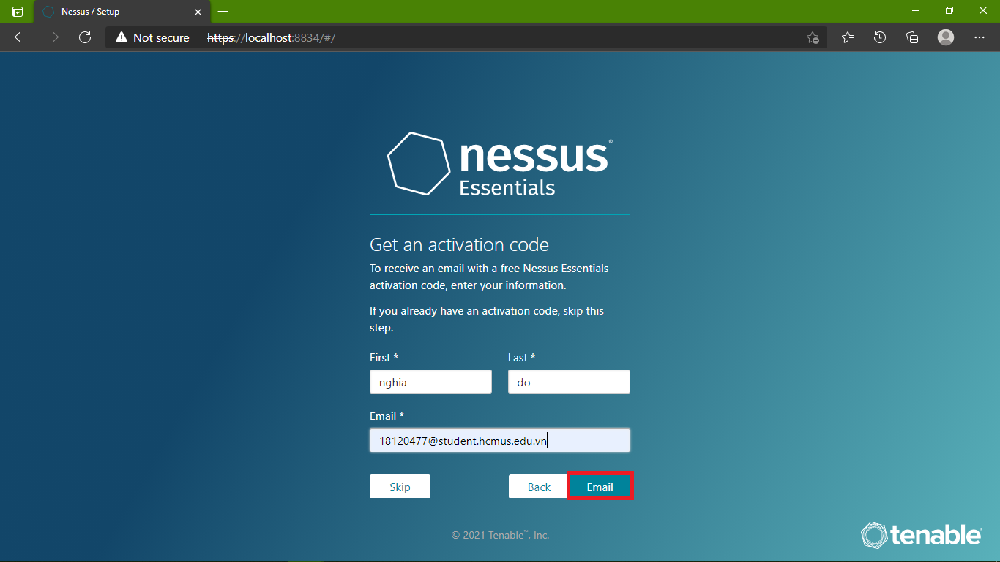 Nessus / Setup
Not secure | https://localhost:8834/#/
nessus®
Essentials
Get an activation code
To receive an email with a free Nessus Essentials
activation code, enter your information.
If you already have an activation code, skip this
step.
First * Last *
nghia do
Email *
18120477@student.hcmus.edu.vn
Skip Back Email
© 2021 Tenable™, Inc.
tenable®